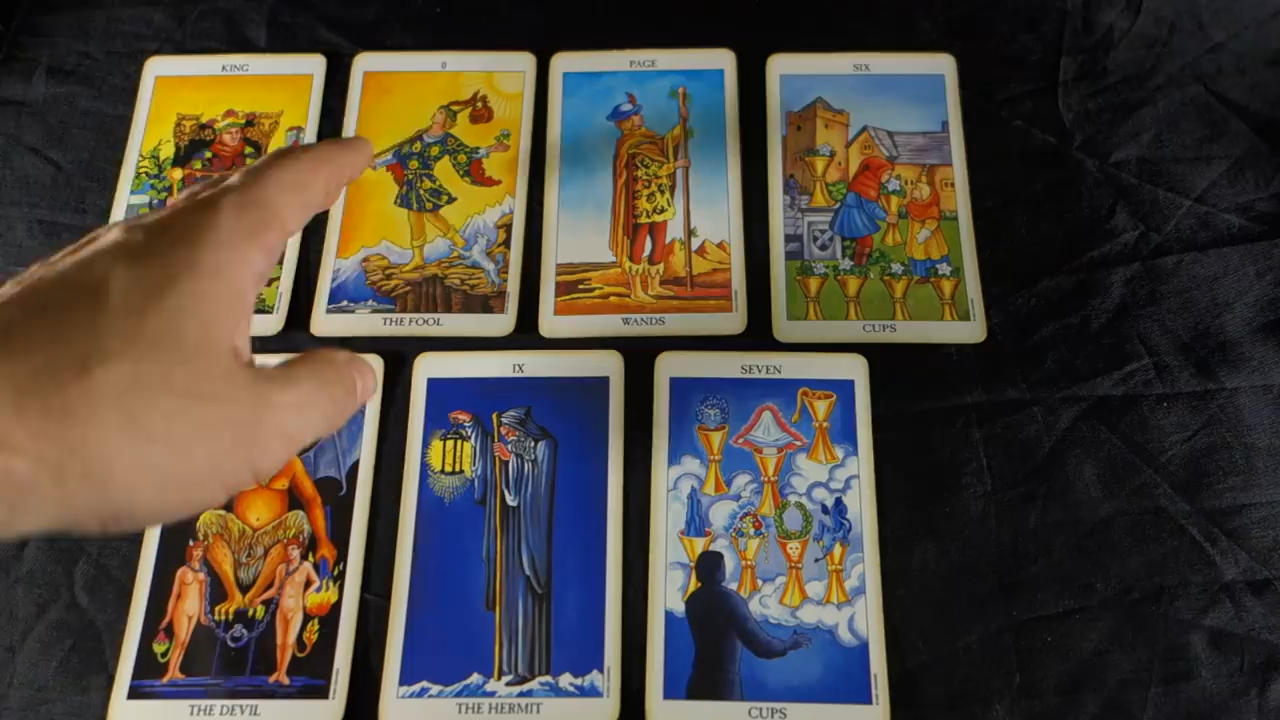 KING
0
PAGE
SIX
THE FOOL
WANDS
CUPS
IX
SEVEN
THE DEVIL
THE HERMIT
CUPS